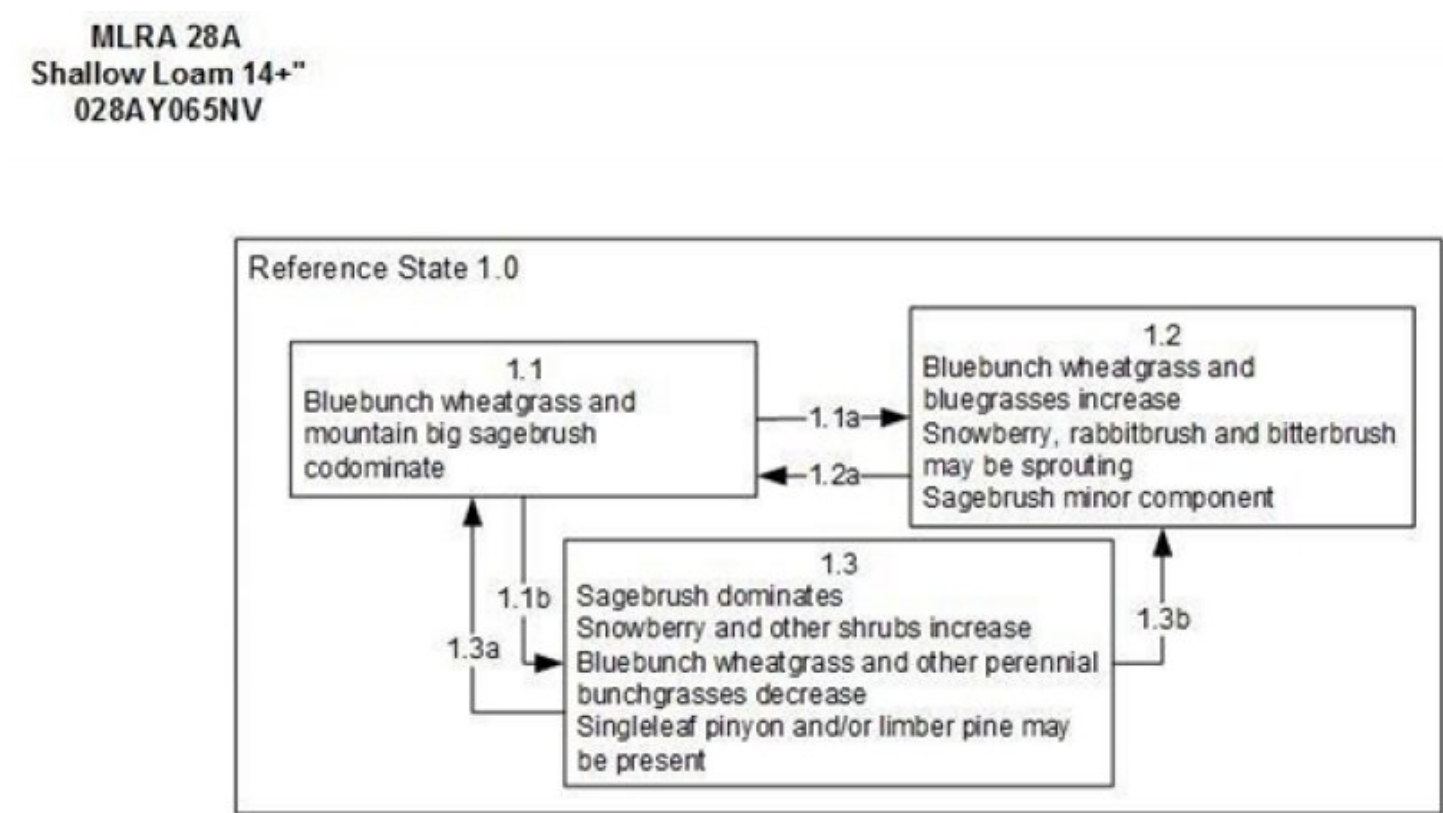 MLRA 28A
Shallow Loam 14+"
028AY065NV
Reference State 1.0
1.1
Bluebunch wheatgrass and
mountain big sagebrush
codominate
1.1a
1.2a
1.2
Bluebunch wheatgrass and
bluegrasses increase
Snowberry, rabbitbrush and bitterbrush
may be sprouting
Sagebrush minor component
1.1b
1.3a
1.3
Sagebrush dominates
Snowberry and other shrubs increase
Bluebunch wheatgrass and other perennial
bunchgrasses decrease
Singleleaf pinyon and/or limber pine may
be present
1.3b